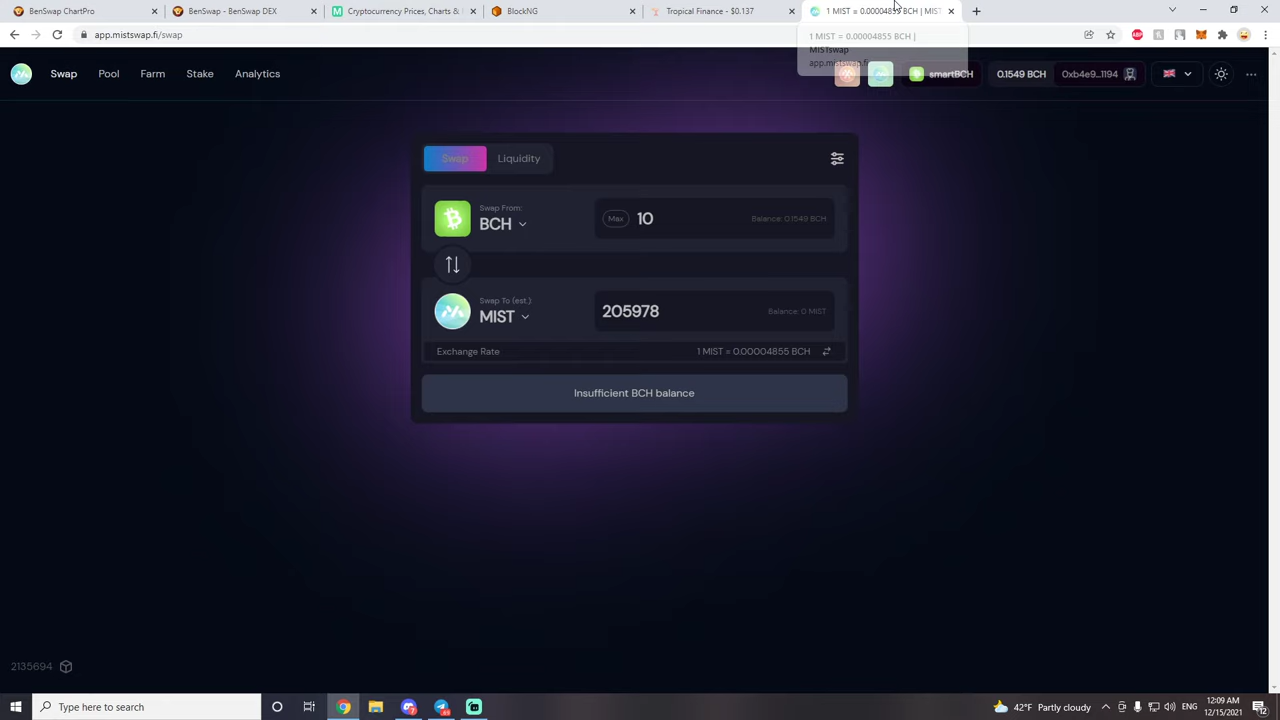 BenSwap ChartPro
BenSwap - BenSwap DEX
Cryptocurrency Prices, Charts &
BlockNG
Tropical Finance - $0.137
1 MIST = 0.00004855 BCH | MIST
app.mistswap.fi/swap
1 MIST = 0.00004855 BCH |
MISTswap
app.mistswap.fi
Swap
Pool
Farm
Stake
Analytics
smartBCH
0.1549 BCH
0xb4e9...1194
Swap
Liquidity
Swap From:
BCH
Max
10
Balance: 0.1549 BCH
Swap To (est.):
MIST
205978
Balance: 0 MIST
Exchange Rate
1 MIST = 0.00004855 BCH
Insufficient BCH balance
2135694
Type here to search
42°F Partly cloudy
12:09 AM
12/15/2021